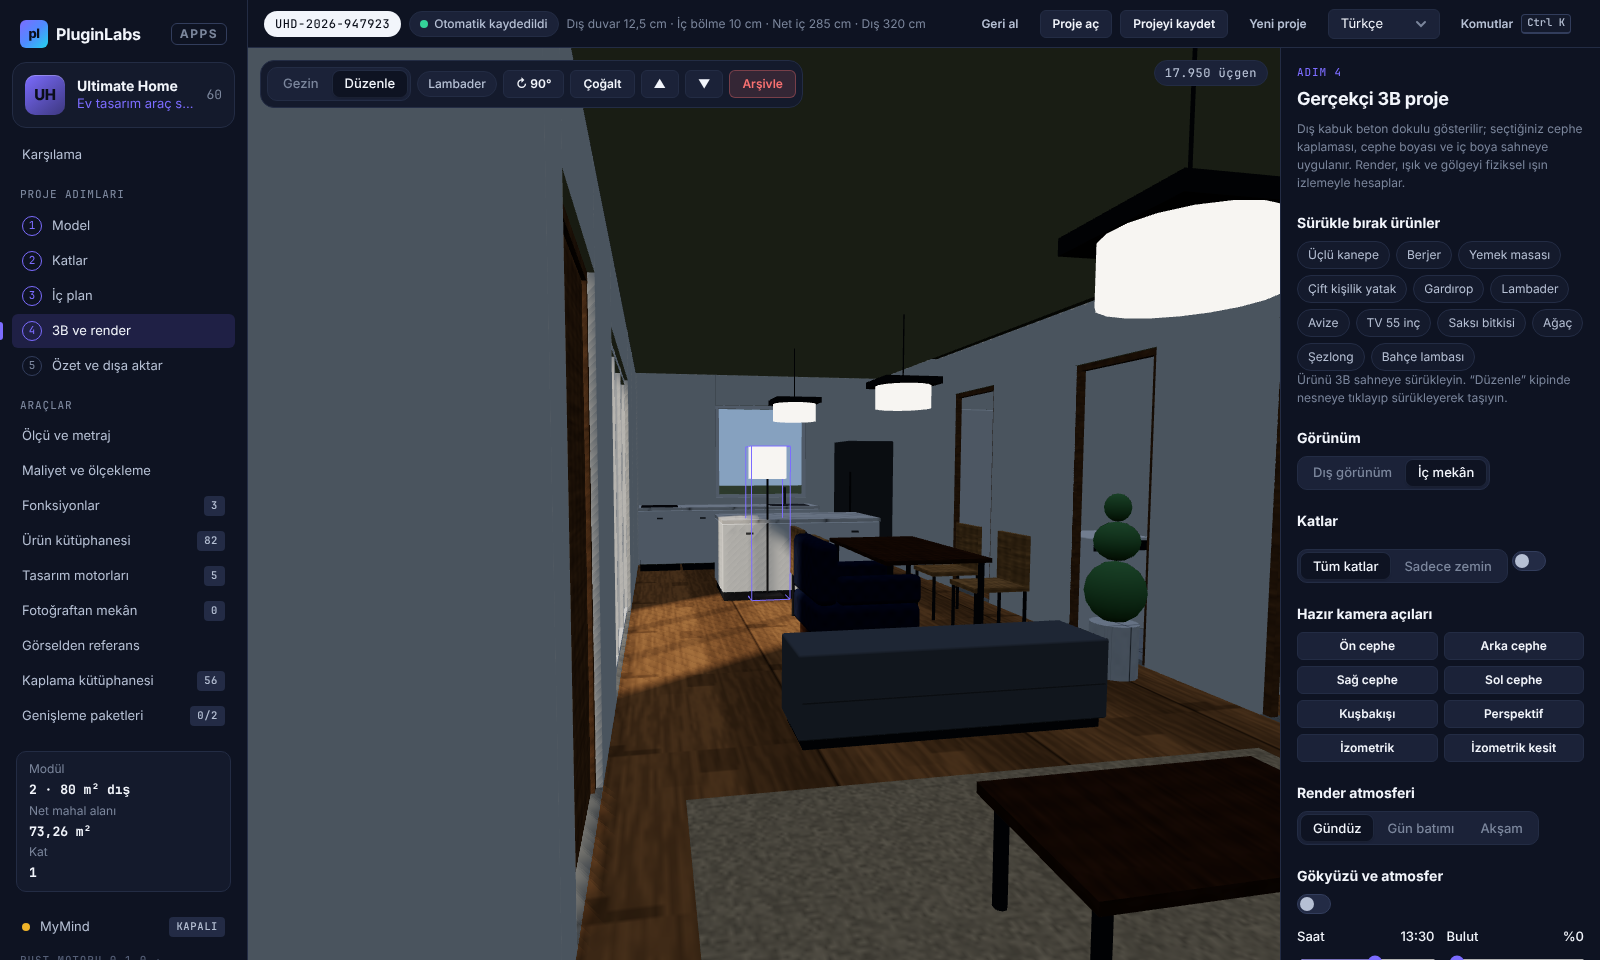 pl PluginLabs APPS
UH Ultimate Home
Ev tasarım araç s... 60
Karşılama
PROJE ADIMLARI
1 Model
2 Katlar
3 İç plan
4 3B ve render
5 Özet ve dışa aktar
ARAÇLAR
Ölçü ve metraj
Maliyet ve ölçekleme
Fonksiyonlar 3
Ürün kütüphanesi 82
Tasarım motorları 5
Fotoğraftan mekân 0
Görselden referans
Kaplama kütüphanesi 56
Genişleme paketleri 0/2
Modül
2 · 80 m² dış
Net mahal alanı
73,26 m²
Kat
1
MyMind KAPALI
UHD-2026-947923 Otomatik kaydedildi Dış duvar 12,5 cm · İç bölme 10 cm · Net iç 285 cm · Dış 320 cm Geri al Proje aç Projeyi kaydet Yeni proje Türkçe Komutlar Ctrl K
Gezin Düzenle Lambader ↻ 90° Çoğalt ▲ ▼ Arşivle
17.950 üçgen
ADIM 4
Gerçekçi 3B proje
Dış kabuk beton dokulu gösterilir; seçtiğiniz cephe
kaplaması, cephe boyası ve iç boya sahneye
uygulanır. Render, ışık ve gölgeyi fiziksel ışın
izlemeyle hesaplar.
Sürükle bırak ürünler
Üçlü kanepe Berjer Yemek masası
Çift kişilik yatak Gardırop Lambader
Avize TV 55 inç Saksı bitkisi Ağaç
Şezlong Bahçe lambası
Ürünü 3B sahneye sürükleyin. “Düzenle” kipinde
nesneye tıklayıp sürükleyerek taşıyın.
Görünüm
Dış görünüm İç mekân
Katlar
Tüm katlar Sadece zemin
Hazır kamera açıları
Ön cephe Arka cephe
Sağ cephe Sol cephe
Kuşbakışı Perspektif
İzometrik İzometrik kesit
Render atmosferi
Gündüz Gün batımı Akşam
Gökyüzü ve atmosfer
Saat 13:30 Bulut %0